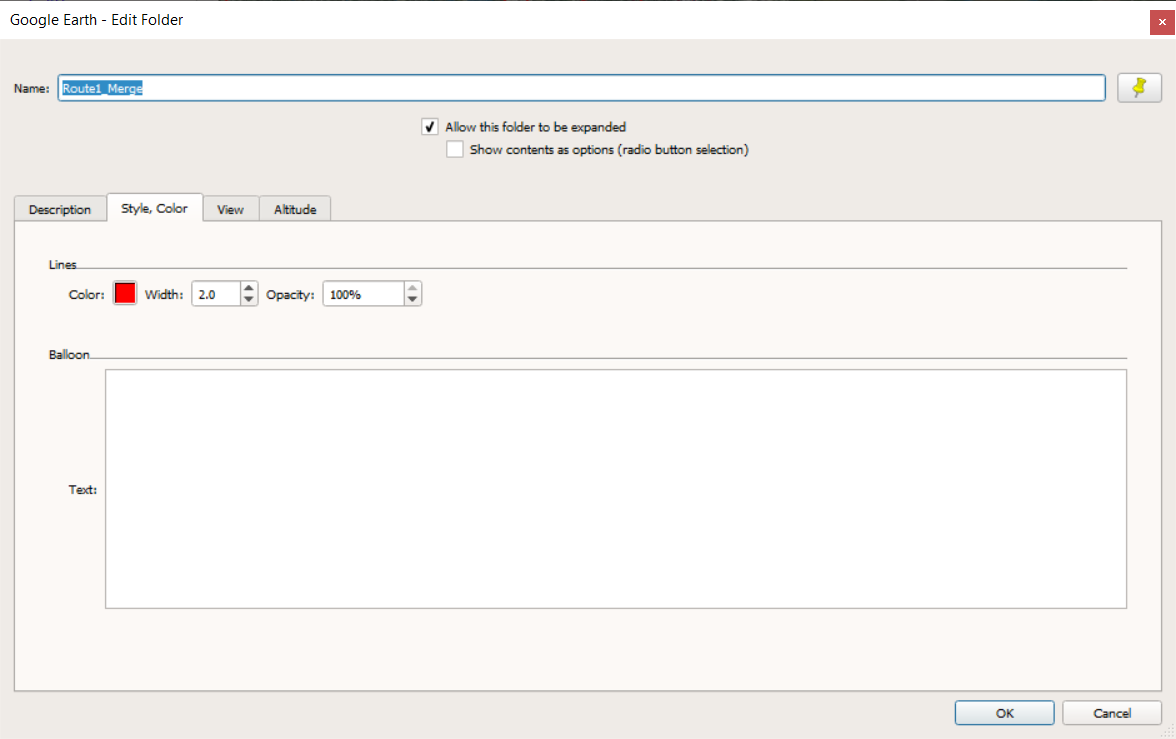 Google Earth - Edit Folder
Name: Route1_Merge
Allow this folder to be expanded
Show contents as options (radio button selection)
Description Style, Color View Altitude
Lines
Color: Width: 2.0 Opacity: 100%
Balloon
Text:
OK Cancel